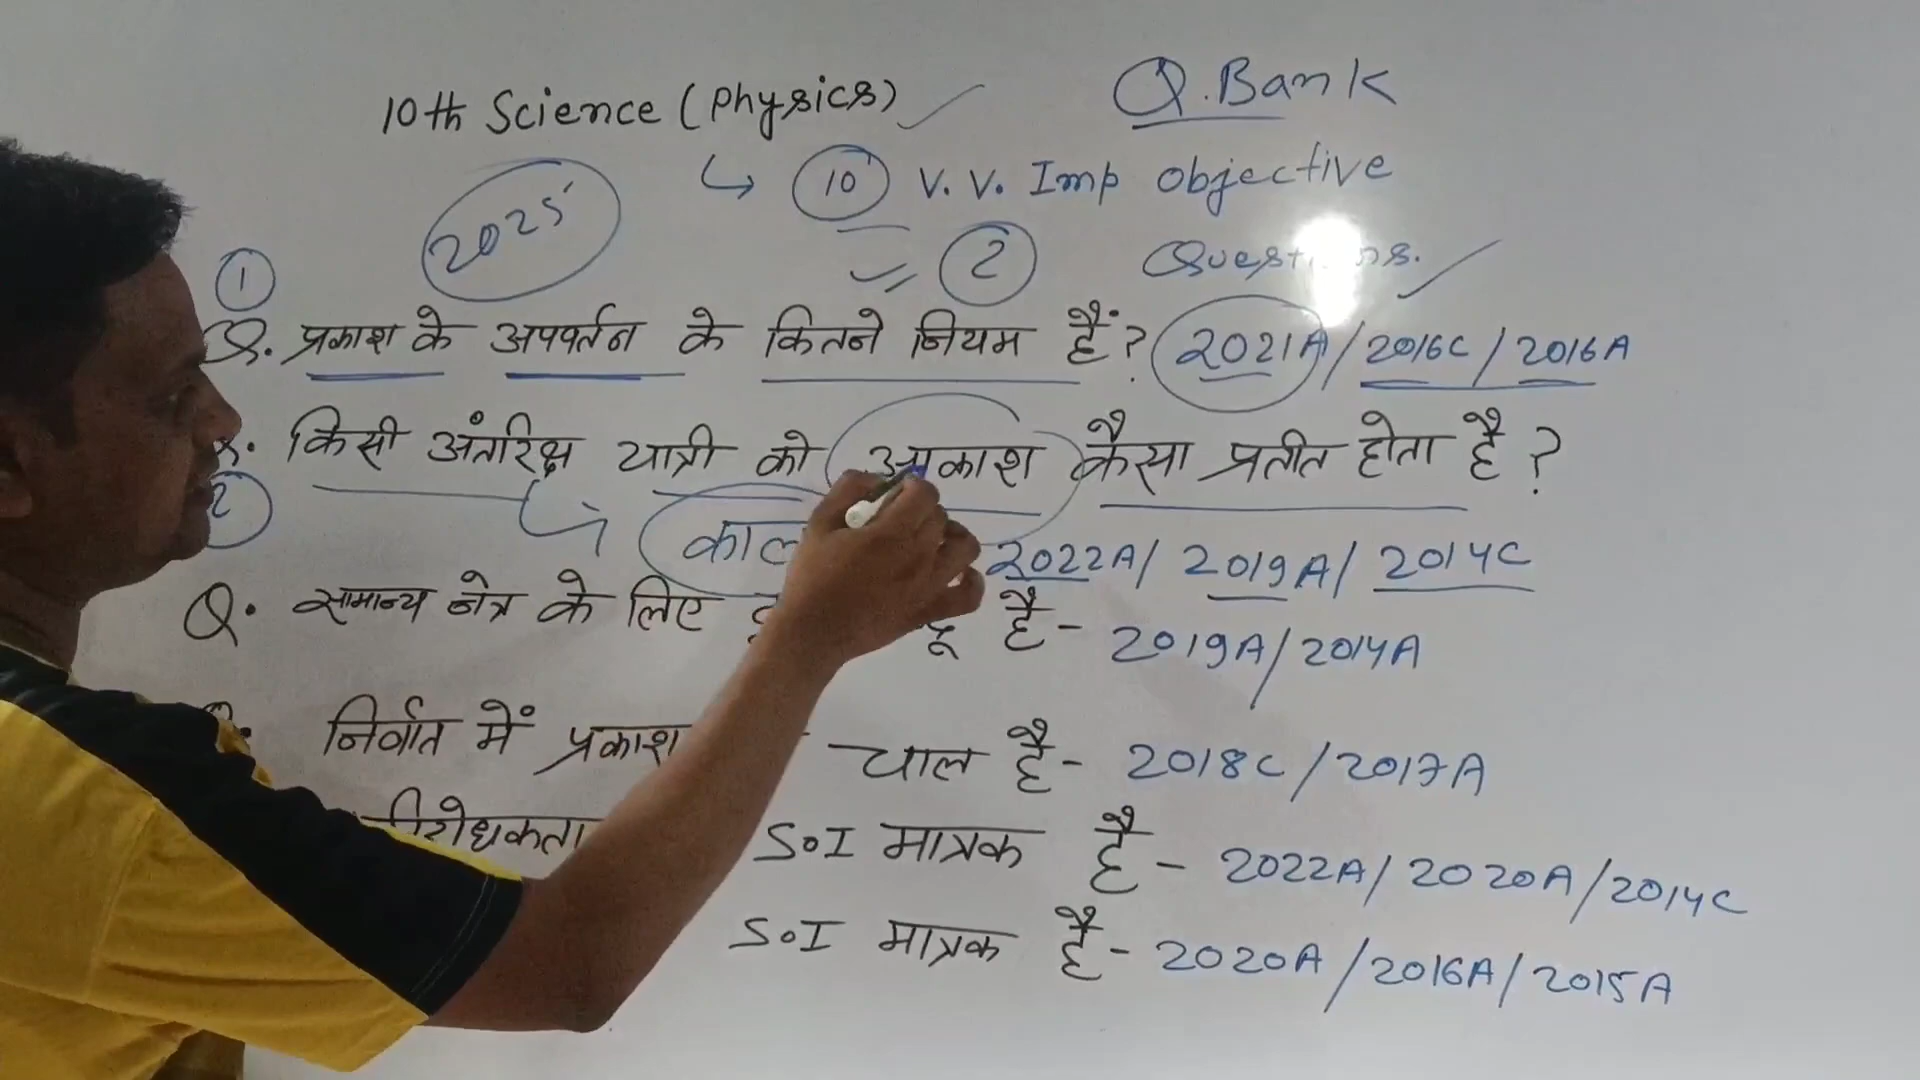 10th Science (Physics) Q. Bank
2025 ↳ 10 V. V. Imp objective
1 2 Questions.
Q. प्रकाश के अपवर्तन के कितने नियम हैं? 2021A/2016C/2016A
किसी अंतरिक्ष यात्री को आकाश कैसा प्रतीत होता है?
2 2022A/2019A/2014C
Q. सामान्य नेत्र के लिए है- 2019A/2014A
निर्वात में प्रकाश चाल है- 2018C/2017A
S.I मात्रक है- 2022A/2020A/2014C
S.I मात्रक है- 2020A/2016A/2015A